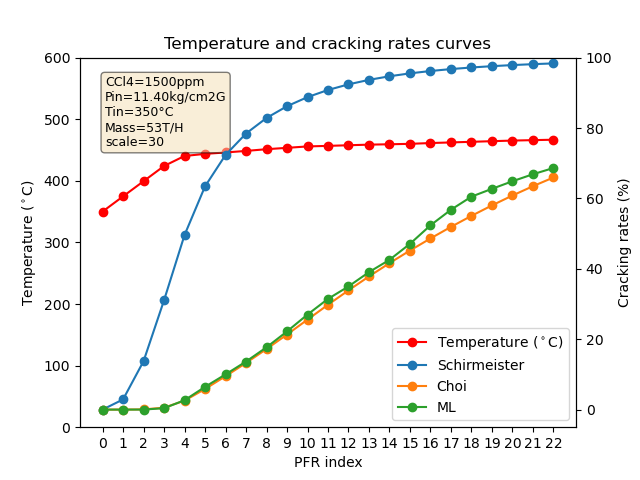 Temperature and cracking rates curves
CCl4=1500ppm
Pin=11.40kg/cm2G
Tin=350°C
Mass=53T/H
scale=30
Temperature (°C)
600
500
400
300
200
100
0
Cracking rates (%)
100
80
60
40
20
0
Temperature (°C)
Schirmeister
Choi
ML
0 1 2 3 4 5 6 7 8 9 10 11 12 13 14 15 16 17 18 19 20 21 22
PFR index